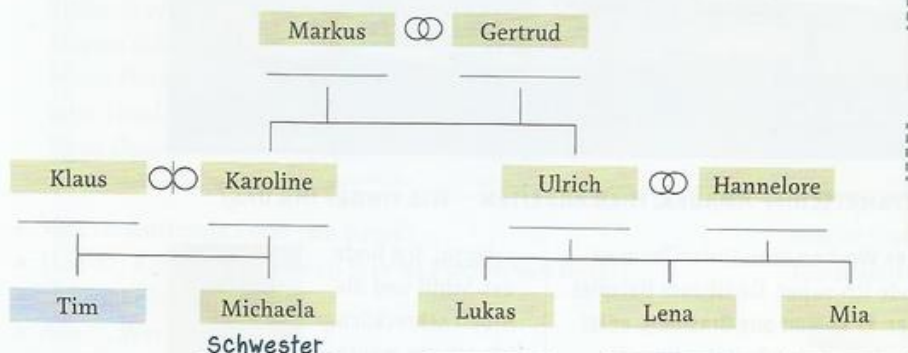 Markus Gertrud
Klaus Karoline Ulrich Hannelore
Tim Michaela Lukas Lena Mia
Schwester